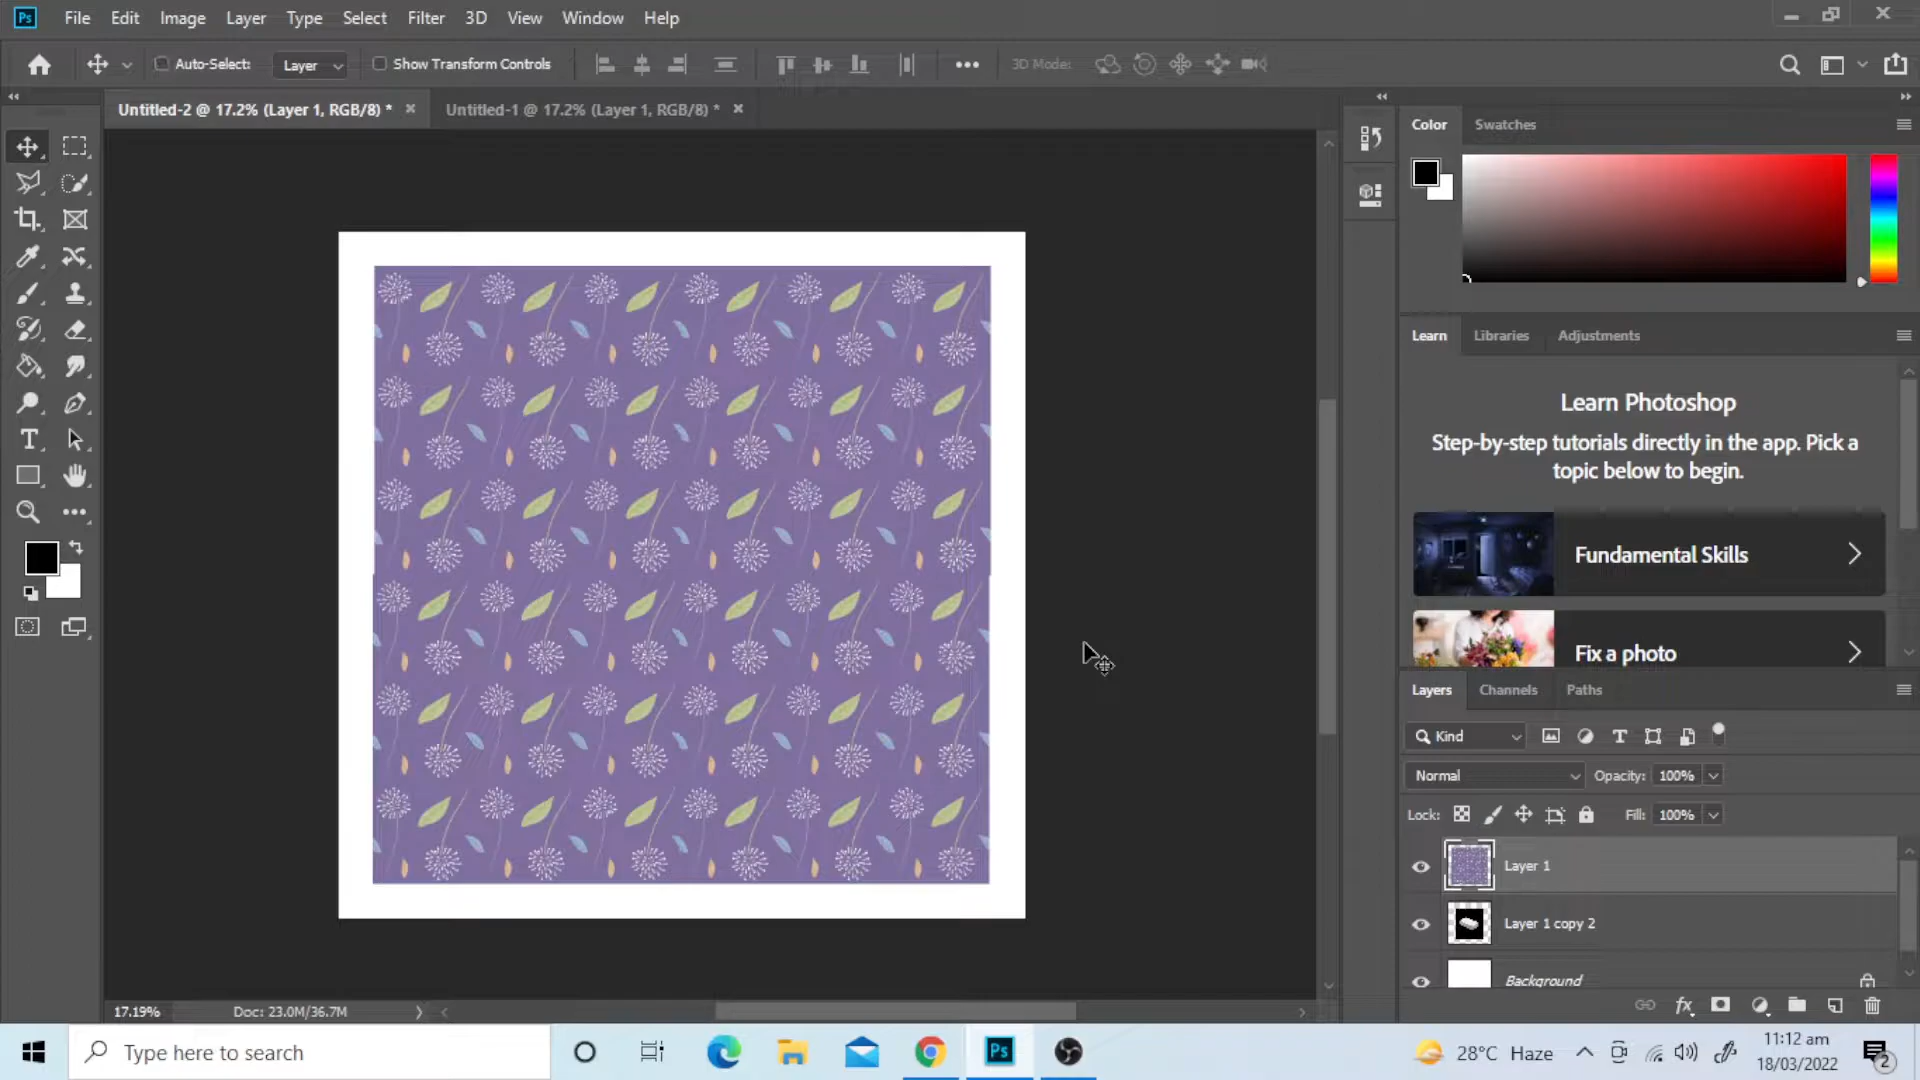 Ps File Edit Image Layer Type Select Filter 3D View Window Help
Auto-Select: Layer Show Transform Controls 3D Mode:
Untitled-2 @ 17.2% (Layer 1, RGB/8) * Untitled-1 @ 17.2% (Layer 1, RGB/8) *
Color Swatches
Learn Libraries Adjustments
Learn Photoshop
Step-by-step tutorials directly in the app. Pick a
topic below to begin.
Fundamental Skills
Fix a photo
Layers Channels Paths
Kind
Normal Opacity: 100%
Lock: Fill: 100%
Layer 1
Layer 1 copy 2
Background
17.19% Doc: 23.0M/36.7M
Type here to search
Ps
28°C Haze
11:12 am
18/03/2022
2